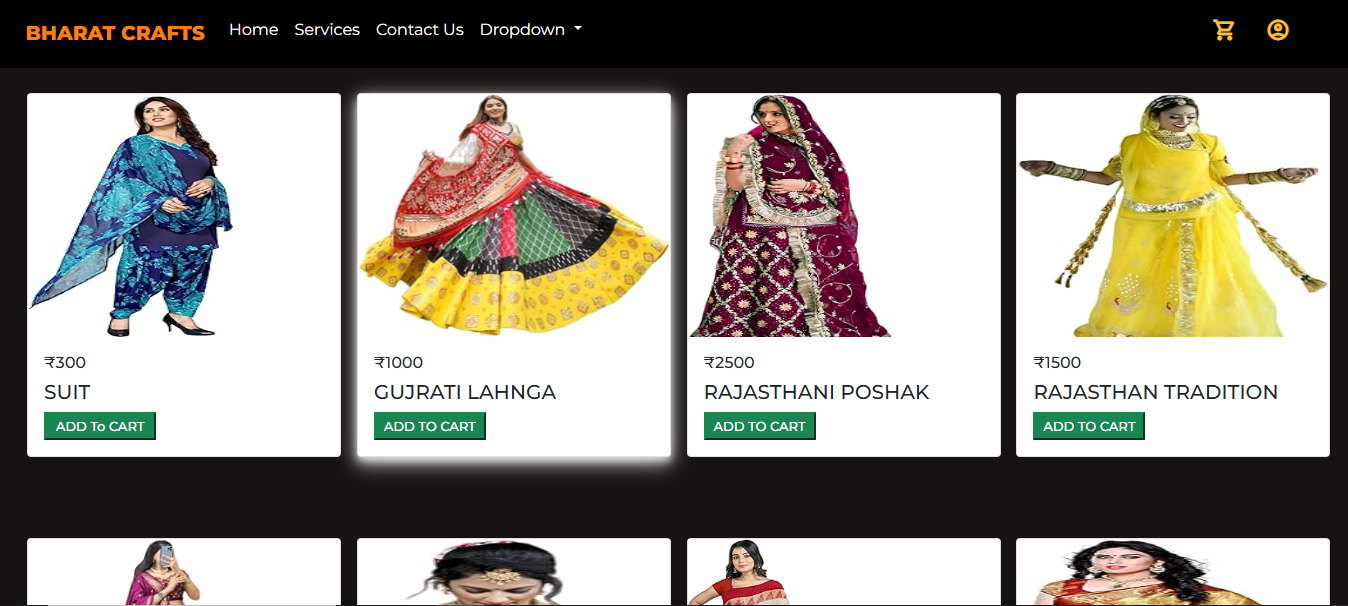 BHARAT CRAFTS Home Services Contact Us Dropdown
₹300
SUIT
ADD To CART
₹1000
GUJRATI LAHNGA
ADD TO CART
₹2500
RAJASTHANI POSHAK
ADD TO CART
₹1500
RAJASTHAN TRADITION
ADD TO CART